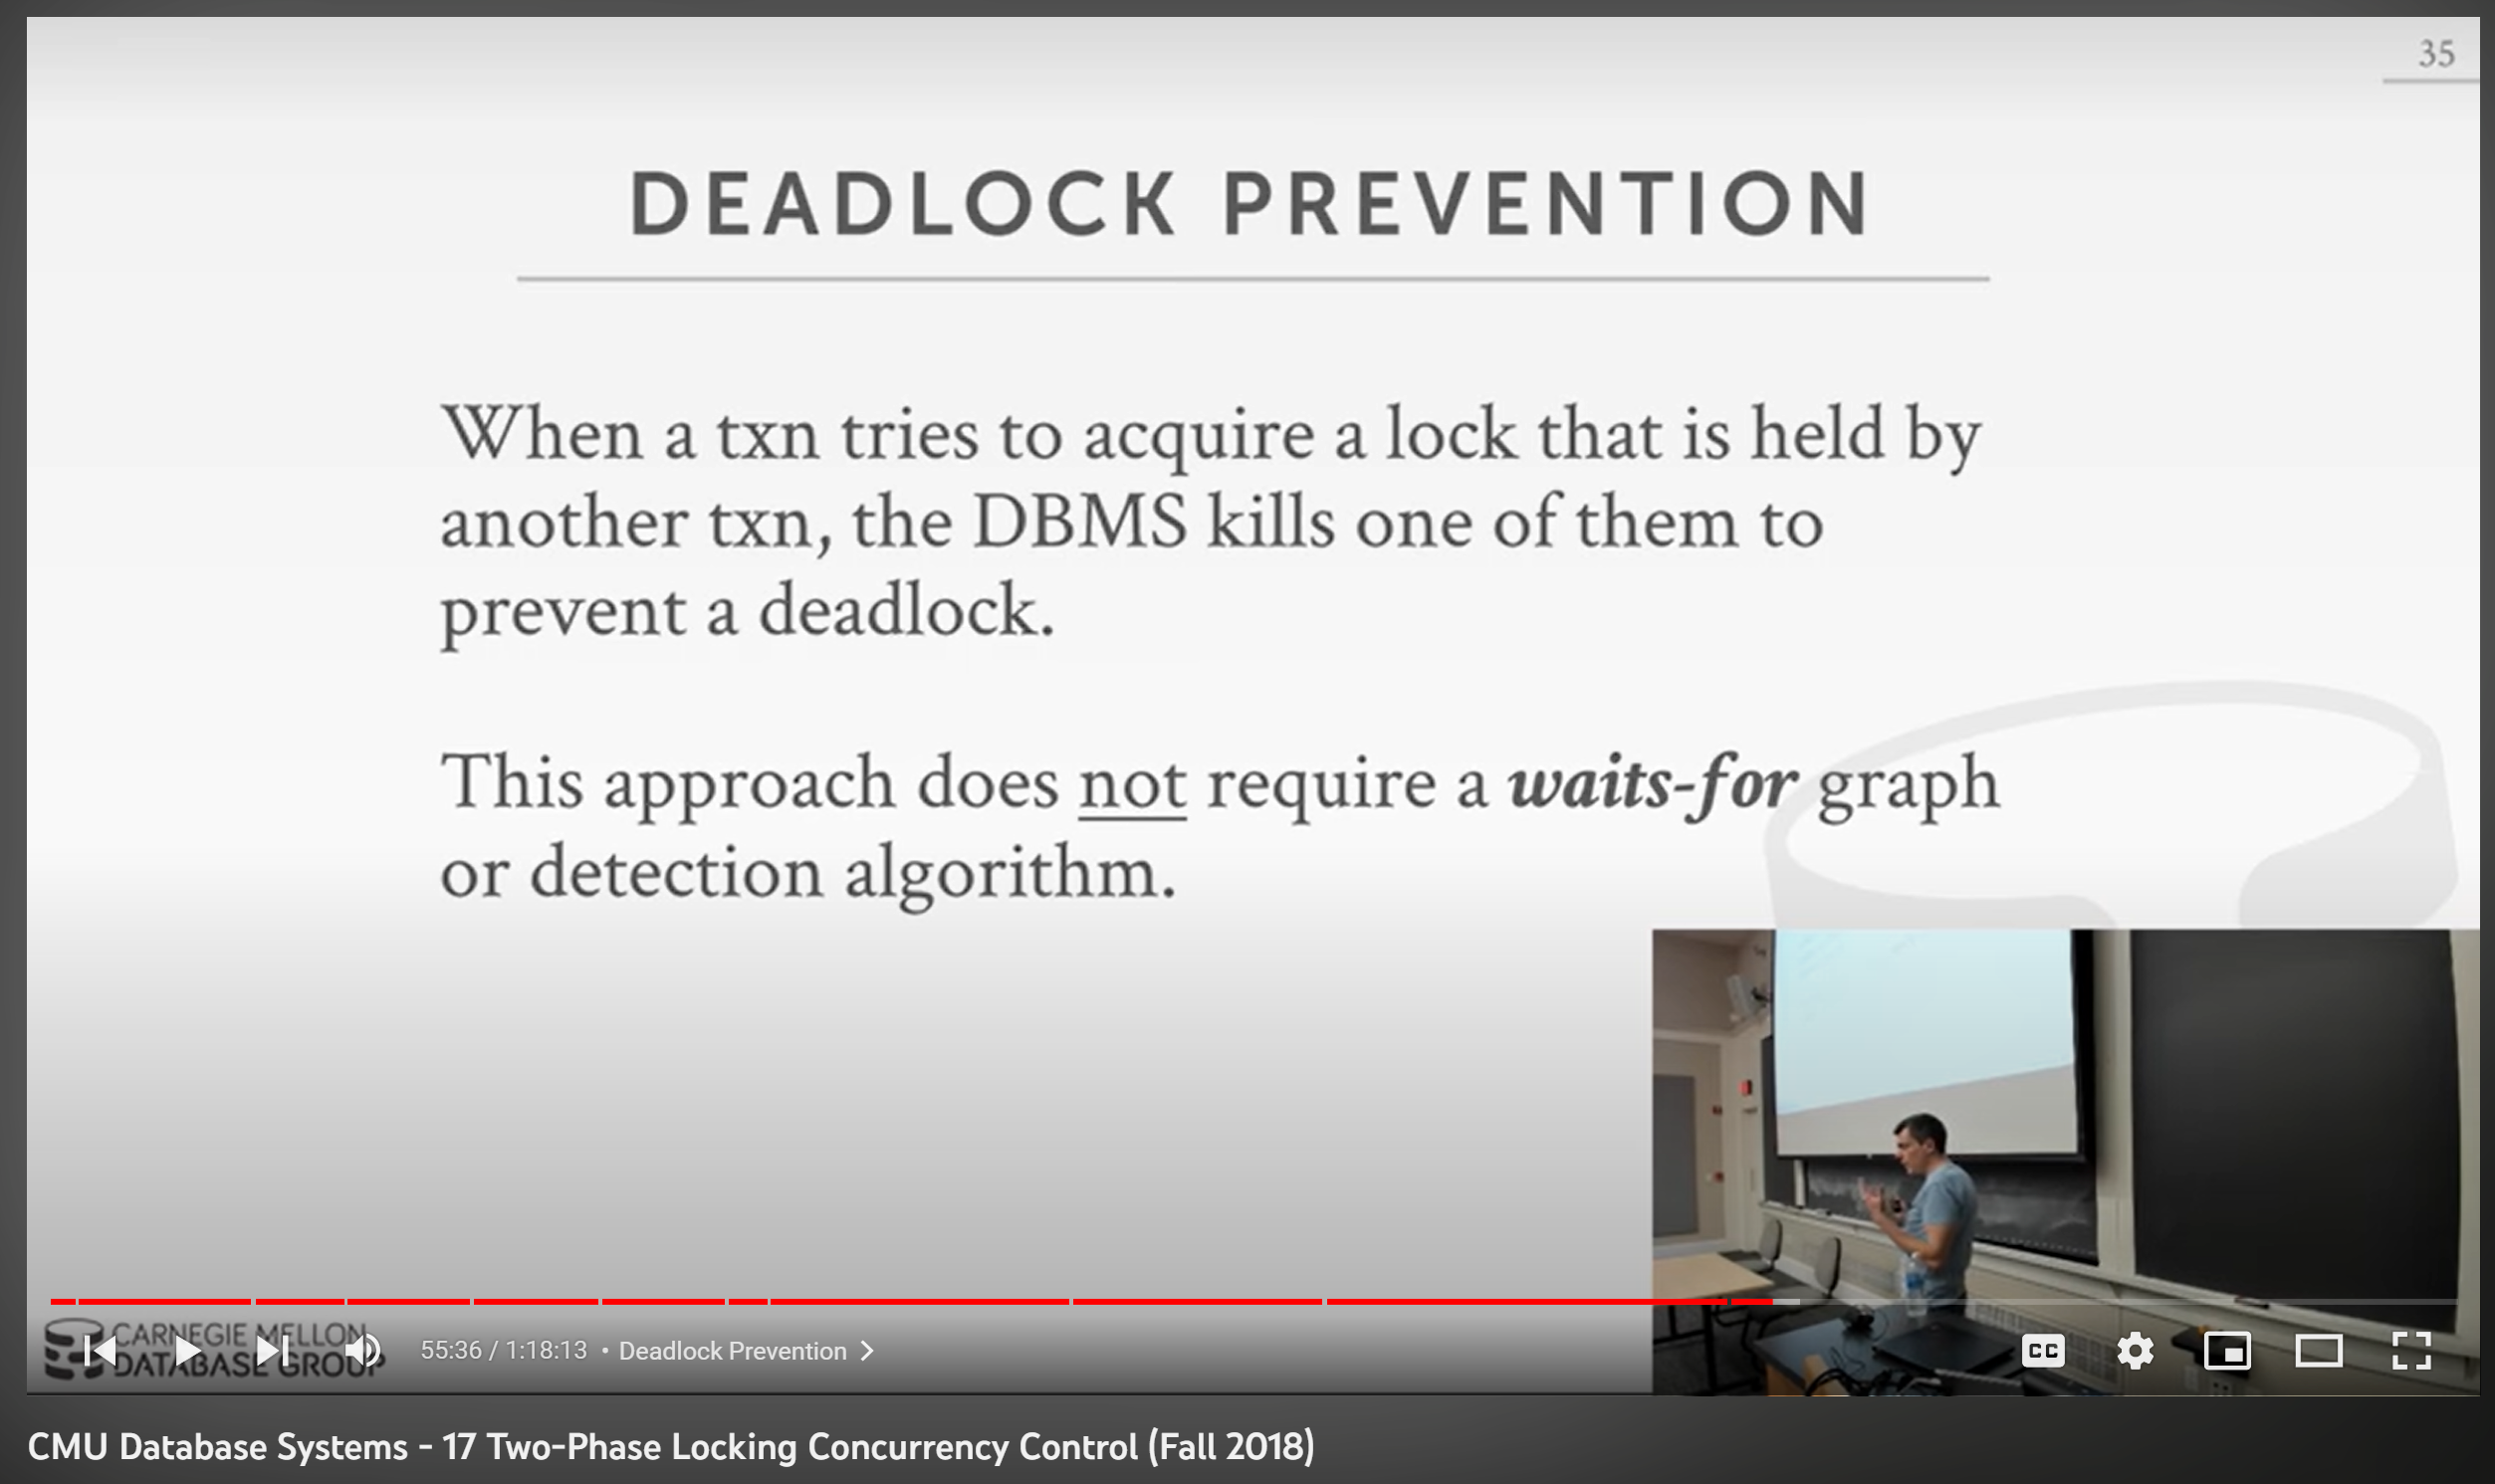 35
DEADLOCK PREVENTION
When a txn tries to acquire a lock that is held by
another txn, the DBMS kills one of them to
prevent a deadlock.
This approach does not require a waits-for graph
or detection algorithm.
CARNEGIE MELLON
DATABASE GROUP
55:36 / 1:18:13 • Deadlock Prevention
CC
CMU Database Systems - 17 Two-Phase Locking Concurrency Control (Fall 2018)